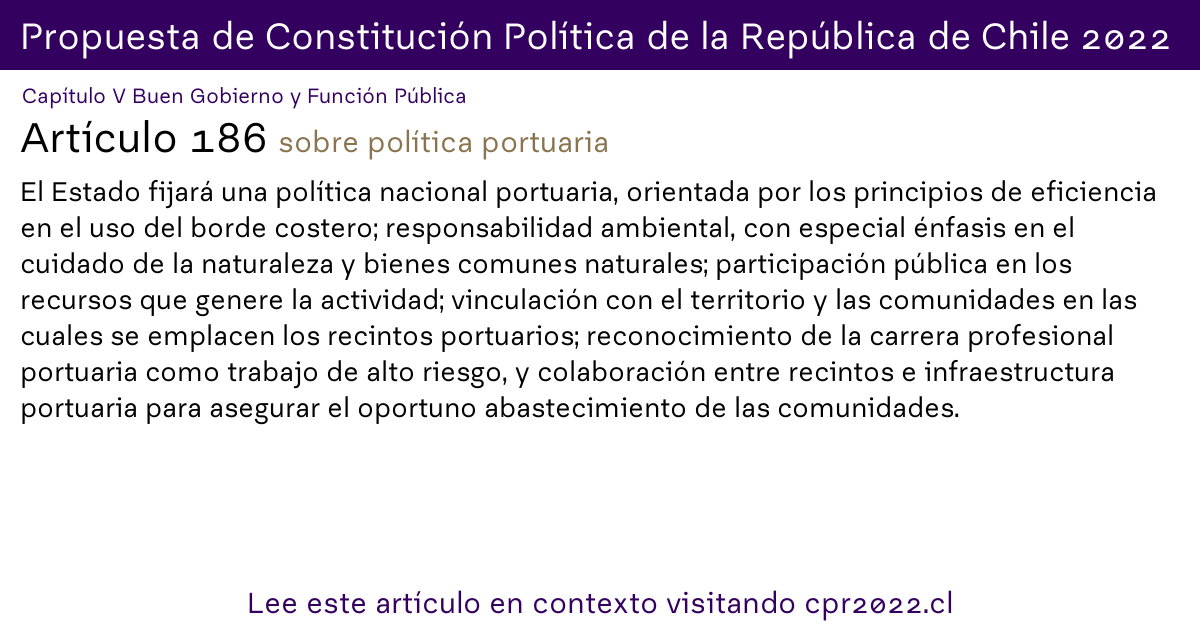 Propuesta de Constitución Política de la República de Chile 2022
Capítulo V Buen Gobierno y Función Pública
Artículo 186 sobre política portuaria
El Estado fijará una política nacional portuaria, orientada por los principios de eficiencia
en el uso del borde costero; responsabilidad ambiental, con especial énfasis en el
cuidado de la naturaleza y bienes comunes naturales; participación pública en los
recursos que genere la actividad; vinculación con el territorio y las comunidades en las
cuales se emplacen los recintos portuarios; reconocimiento de la carrera profesional
portuaria como trabajo de alto riesgo, y colaboración entre recintos e infraestructura
portuaria para asegurar el oportuno abastecimiento de las comunidades.
Lee este artículo en contexto visitando cpr2022.cl